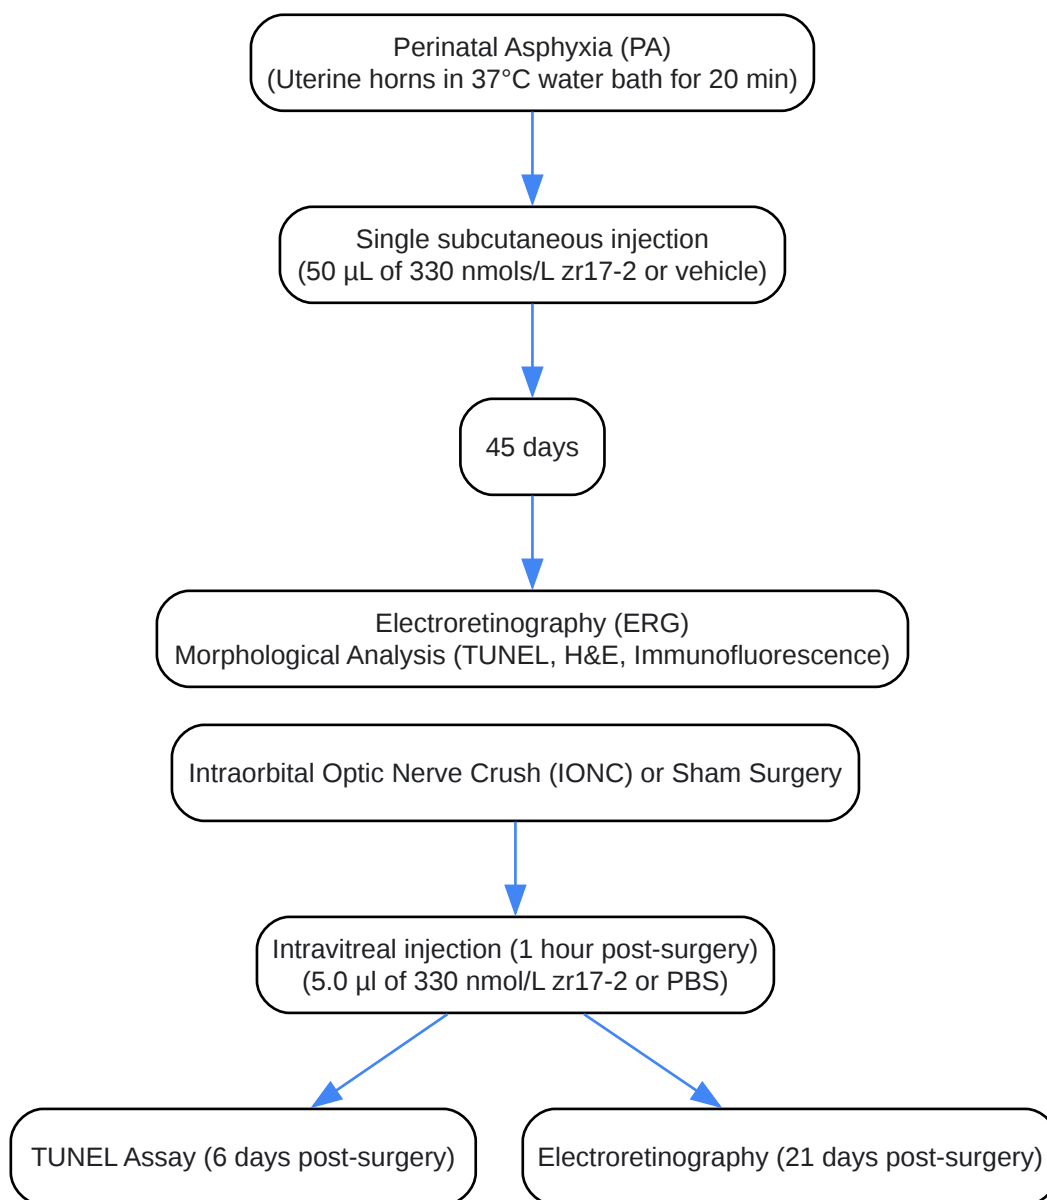 Perinatal Asphyxia (PA)
(Uterine horns in 37°C water bath for 20 min)
Single subcutaneous injection
(50 µL of 330 nmols/L zr17-2 or vehicle)
45 days
Electroretinography (ERG)
Morphological Analysis (TUNEL, H&E, Immunofluorescence)
Intraorbital Optic Nerve Crush (IONC) or Sham Surgery
Intravitreal injection (1 hour post-surgery)
(5.0 µl of 330 nmol/L zr17-2 or PBS)
TUNEL Assay (6 days post-surgery)
Electroretinography (21 days post-surgery)